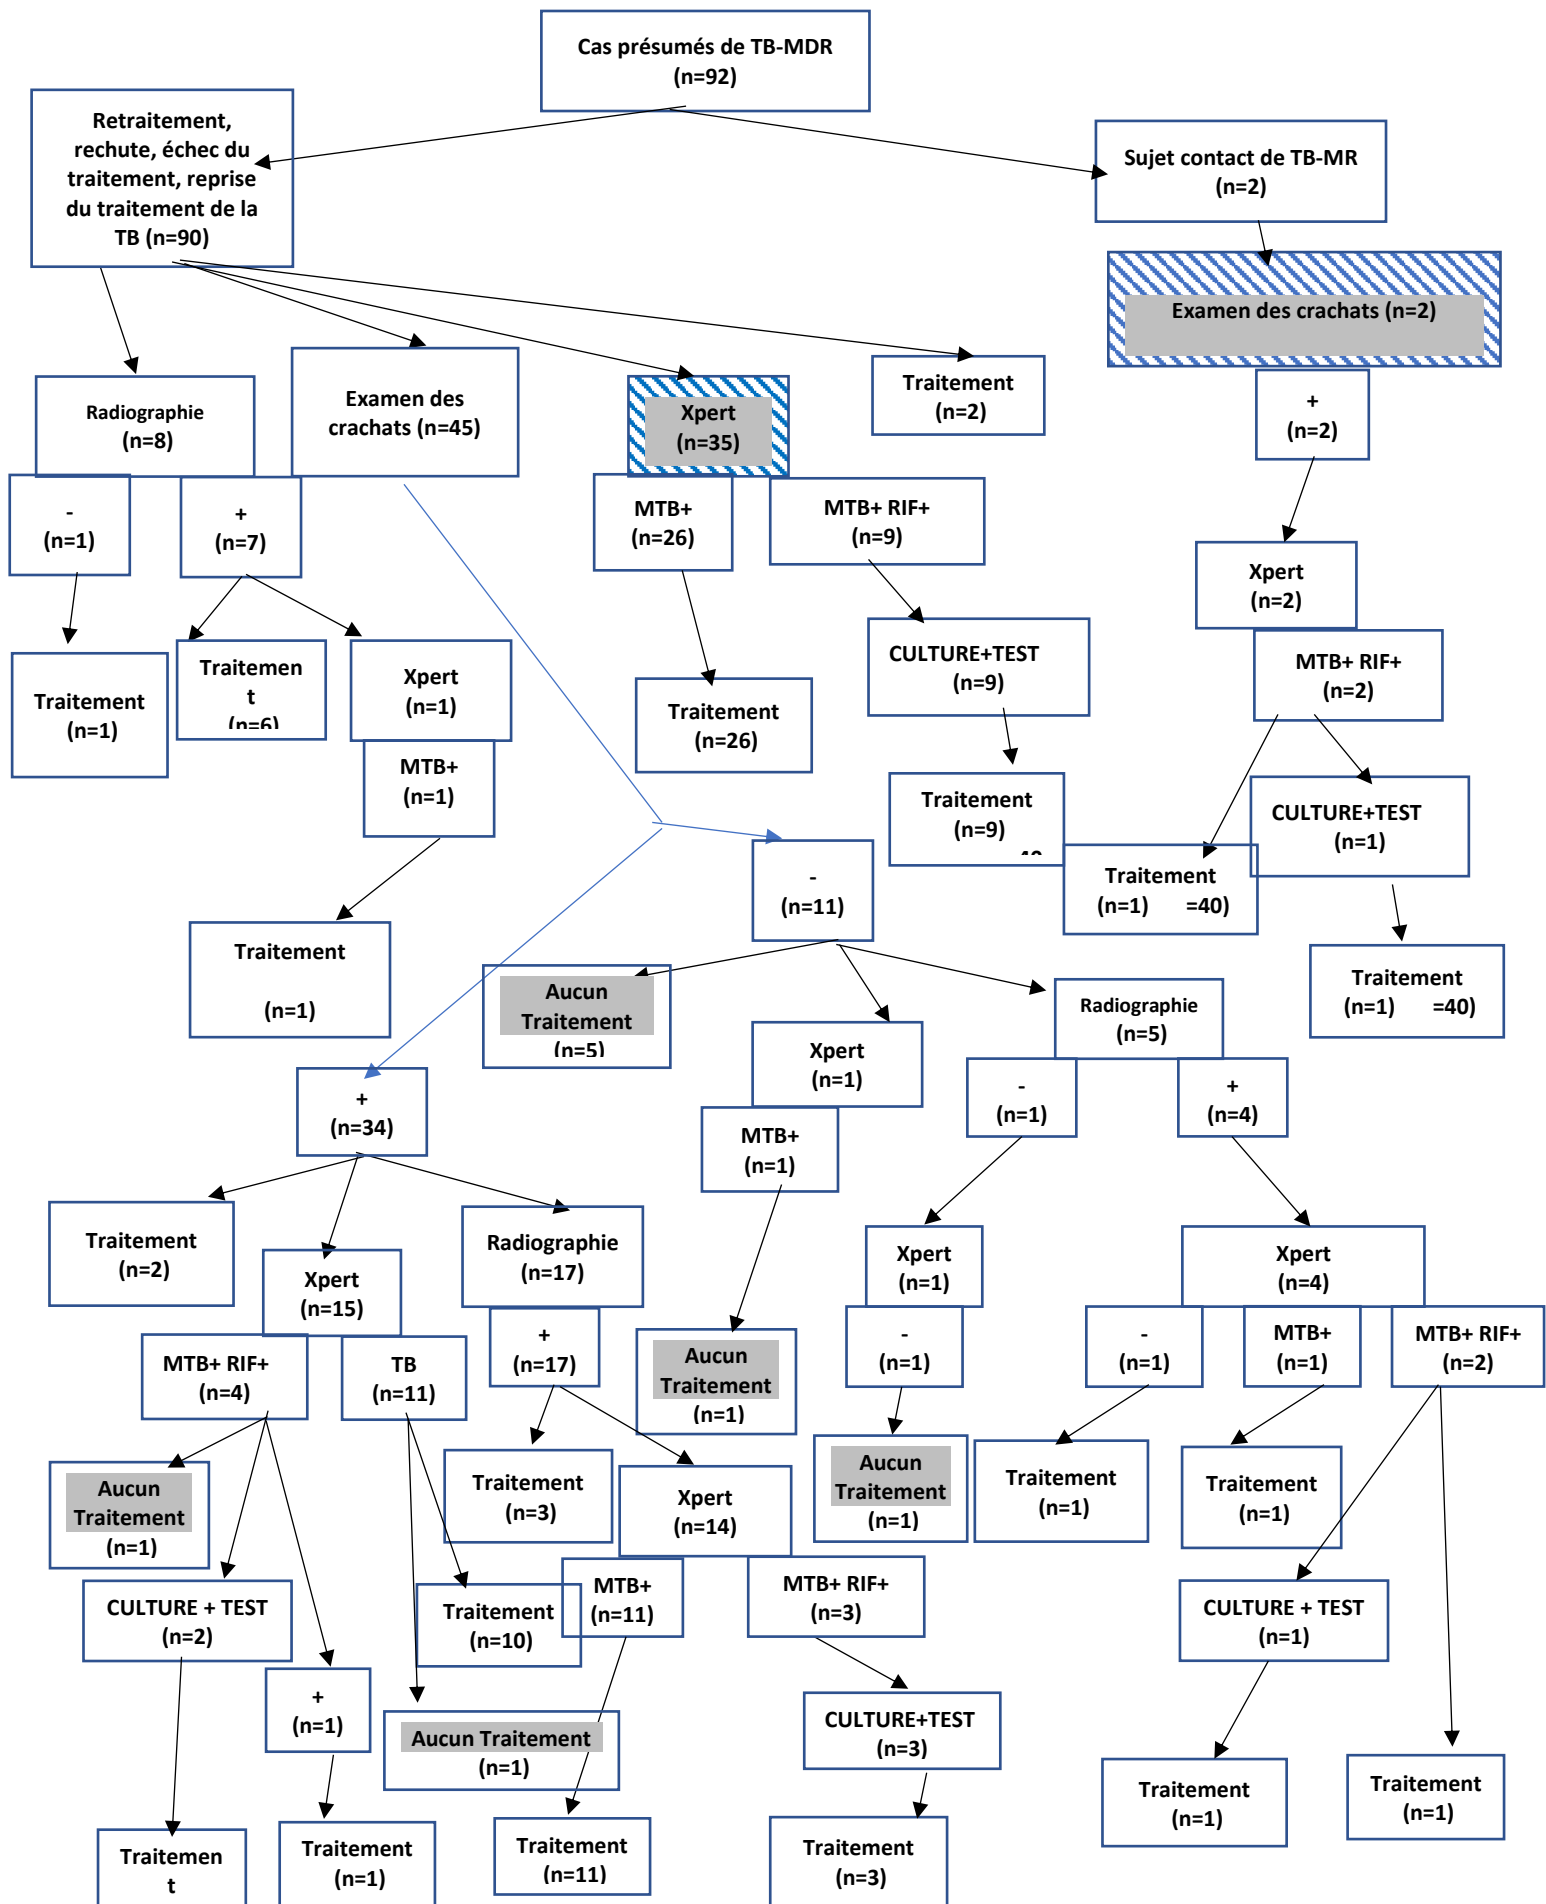 Cas présumés de TB-MDR
(n=92)
Retraitement,
rechute, échec du
traitement, reprise
du traitement de la
TB (n=90)
Sujet contact de TB-MR
(n=2)
Examen des crachats (n=2)
Radiographie
(n=8)
Examen des
crachats (n=45)
Xpert
(n=35)
Traitement
(n=2)
+
(n=2)
-
(n=1)
+
(n=7)
MTB+
(n=26)
MTB+ RIF+
(n=9)
Xpert
(n=2)
MTB+ RIF+
(n=2)
Traitement
(n=1)
Traitemen
t
(n=6)
Xpert
(n=1)
MTB+
(n=1)
Traitement
(n=26)
CULTURE+TEST
(n=9)
Traitement
(n=9)
40
CULTURE+TEST
(n=1)
Traitement
(n=1) =40)
Traitement
(n=1) =40)
Traitement
(n=1)
-
(n=11)
Aucun
Traitement
(n=5)
Xpert
(n=1)
MTB+
(n=1)
Radiographie
(n=5)
-
(n=1)
+
(n=4)
+
(n=34)
Traitement
(n=2)
Xpert
(n=15)
Radiographie
(n=17)
+
(n=17)
Aucun
Traitement
(n=1)
Xpert
(n=1)
-
(n=1)
Xpert
(n=4)
-
(n=1)
MTB+
(n=1)
MTB+ RIF+
(n=2)
MTB+ RIF+
(n=4)
TB
(n=11)
Aucun
Traitement
(n=1)
Traitement
(n=3)
Xpert
(n=14)
Aucun
Traitement
(n=1)
Traitement
(n=1)
Traitement
(n=1)
CULTURE + TEST
(n=2)
Traitement
(n=10)
MTB+
(n=11)
MTB+ RIF+
(n=3)
CULTURE + TEST
(n=1)
+
(n=1)
Aucun Traitement
(n=1)
CULTURE+TEST
(n=3)
Traitement
(n=1)
Traitement
(n=1)
Traitemen
t
Traitement
(n=1)
Traitement
(n=11)
Traitement
(n=3)